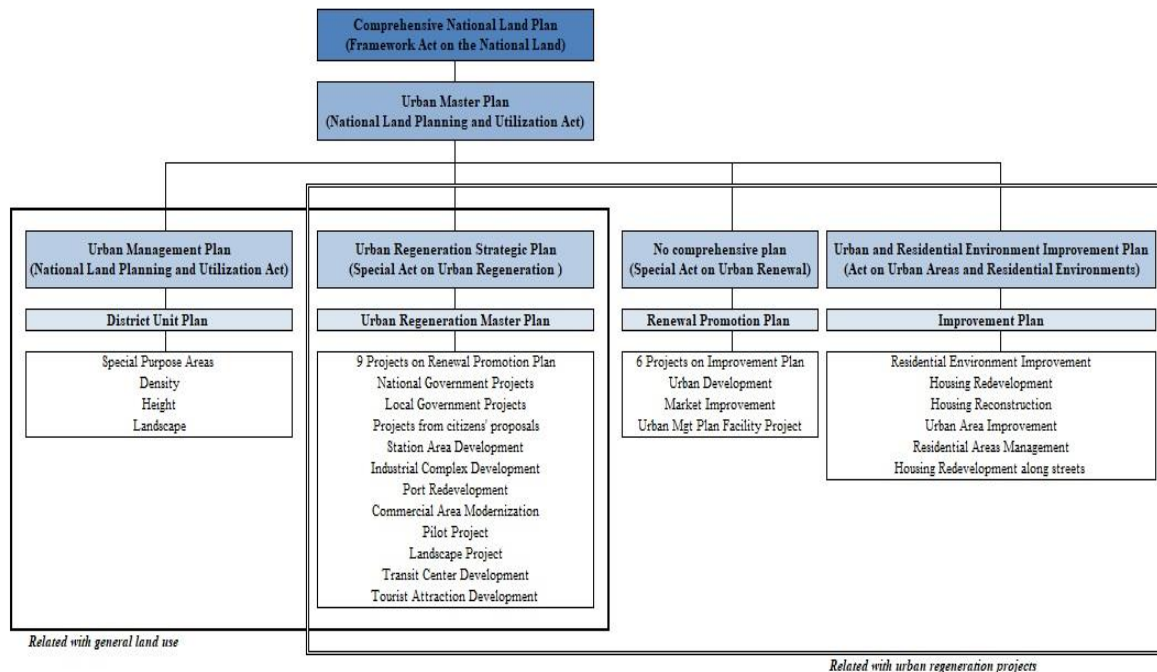 Comprehensive National Land Plan
(Framework Act on the National Land)
Urban Master Plan
(National Land Planning and Utilization Act)
Urban Management Plan
(National Land Planning and Utilization Act)
District Unit Plan
Special Purpose Areas
Density
Height
Landscape
Urban Regeneration Strategic Plan
(Special Act on Urban Regeneration )
Urban Regeneration Master Plan
9 Projects on Renewal Promotion Plan
National Government Projects
Local Government Projects
Projects from citizens' proposals
Station Area Development
Industrial Complex Development
Port Redevelopment
Commercial Area Modernization
Pilot Project
Landscape Project
Transit Center Development
Tourist Attraction Development
No comprehensive plan
(Special Act on Urban Renewal)
Renewal Promotion Plan
6 Projects on Improvement Plan
Urban Development
Market Improvement
Urban Mgt Plan Facility Project
Urban and Residential Environment Improvement Plan
(Act on Urban Areas and Residential Environments)
Improvement Plan
Residential Environment Improvement
Housing Redevelopment
Housing Reconstruction
Urban Area Improvement
Residential Areas Management
Housing Redevelopment along streets
Related with general land use
Related with urban regeneration projects